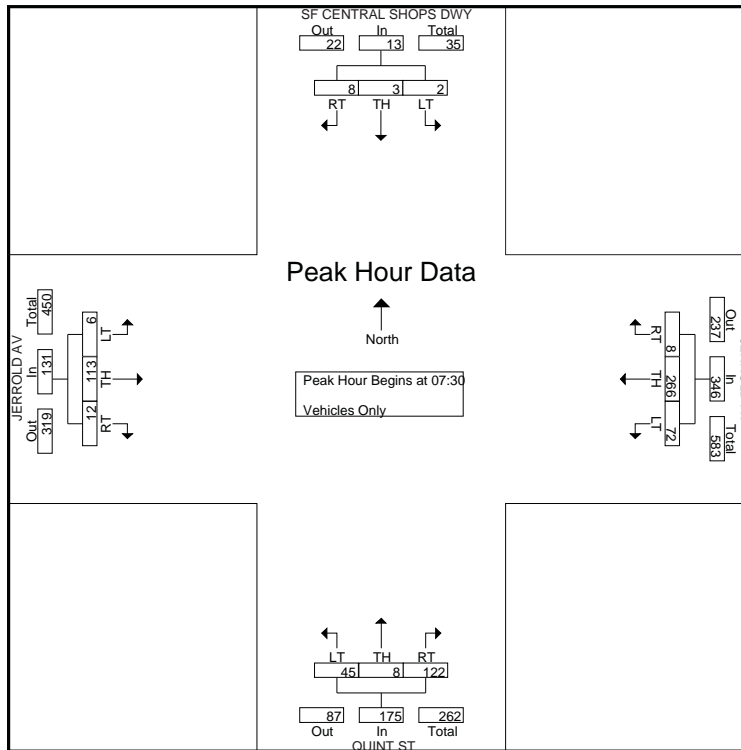 SF CENTRAL SHOPS DWY
Out In Total
22 13 35
8 3 2
RT TH LT
Peak Hour Data
North
Peak Hour Begins at 07:30
Vehicles Only
JERROLD AV
Out In Total
319 131 450
12 113 6
RT TH LT
RT TH LT
8 266 72
Out In Total
237 346 583
LT TH RT
45 8 122
87 175 262
Out In Total
QUINT ST